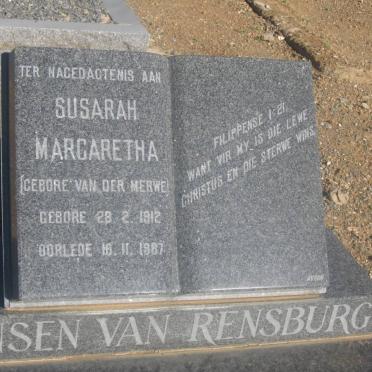 TER NAGEDAGTENIS AAN
SUSARAH
MARGARETHA
(GEBORE VAN DER MERWE)
GEBORE 28. 2. 1912
OORLEDE 16. 11. 1987
FILIPPENSE 1:21.
WANT VIR MY IS DIE LEWE
CHRISTUS EN DIE STERWE WINS.
NSEN VAN RENSBURG